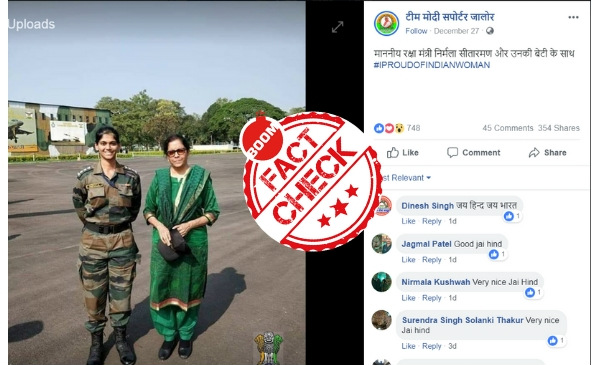 Uploads
BOOM
FACT
CHECK
टीम मोदी सपोर्टर जालोर
Follow · December 27 ·
माननीय रक्षा मंत्री निर्मला सीतारमण और उनकी बेटी के साथ
#IPROUDOFINDIANWOMAN
748
45 Comments 354 Shares
Like Comment Share
st Relevant
Dinesh Singh जय हिन्द जय भारत
1
Like · Reply · 1d
Jagmal Patel Good jai hind
1
Like · Reply · 1d
Nirmala Kushwah Very nice Jai Hind
1
Like · Reply · 1d
Surendra Singh Solanki Thakur Very nice
Jai hind
1
Like · Reply · 3d